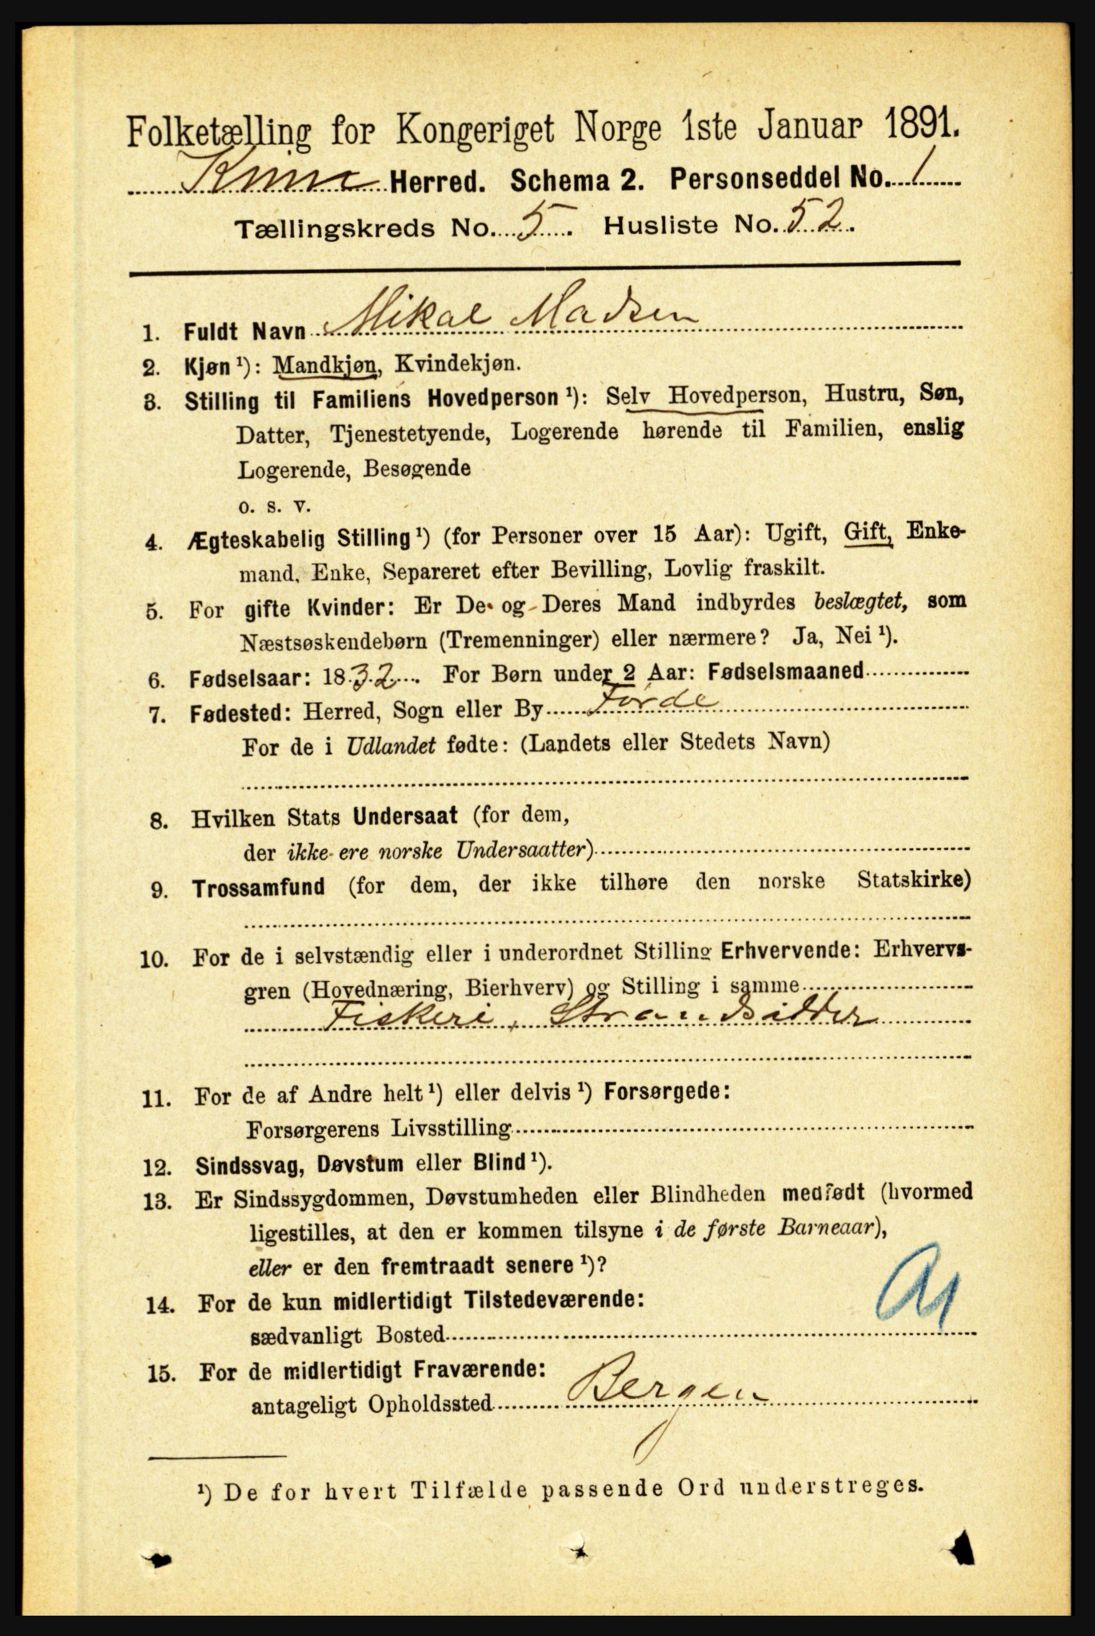 Folketælling for Kongeriget Norge 1ste Januar 1891.
Kinn Herred. Schema 2. Personseddel No. 1
Tællingskreds No. 5. Husliste No. 52.
1. Fuldt Navn Mikal Madsen
2. Kjøn ¹): Mandkjøn, Kvindekjøn.
3. Stilling til Familiens Hovedperson ¹): Selv Hovedperson, Hustru, Søn,
Datter, Tjenestetyende, Logerende hørende til Familien, enslig
Logerende, Besøgende
o. s. v.
4. Ægteskabelig Stilling ¹) (for Personer over 15 Aar): Ugift, Gift, Enke-
mand, Enke, Separeret efter Bevilling, Lovlig fraskilt.
5. For gifte Kvinder: Er De og Deres Mand indbyrdes beslægtet, som
Næstsøskendebørn (Tremenninger) eller nærmere? Ja, Nei ¹).
6. Fødselsaar: 1832. For Børn under 2 Aar: Fødselsmaaned
7. Fødested: Herred, Sogn eller By Førde
For de i Udlandet fødte: (Landets eller Stedets Navn)
8. Hvilken Stats Undersaat (for dem,
der ikke ere norske Undersaatter)
9. Trossamfund (for dem, der ikke tilhøre den norske Statskirke)
10. For de i selvstændig eller i underordnet Stilling Erhvervende: Erhvervs-
gren (Hovednæring, Bierhverv) og Stilling i samme
Fiskeri, Strandsidder
11. For de af Andre helt ¹) eller delvis ¹) Forsørgede:
Forsørgerens Livsstilling
12. Sindssvag, Døvstum eller Blind ¹).
13. Er Sindssygdommen, Døvstumheden eller Blindheden medfødt (hvormed
ligestilles, at den er kommen tilsyne i de første Barneaar),
eller er den fremtraadt senere ¹)?
14. For de kun midlertidigt Tilstedeværende:
sædvanligt Bosted
15. For de midlertidigt Fraværende:
antageligt Opholdssted Bergen
¹) De for hvert Tilfælde passende Ord understreges.